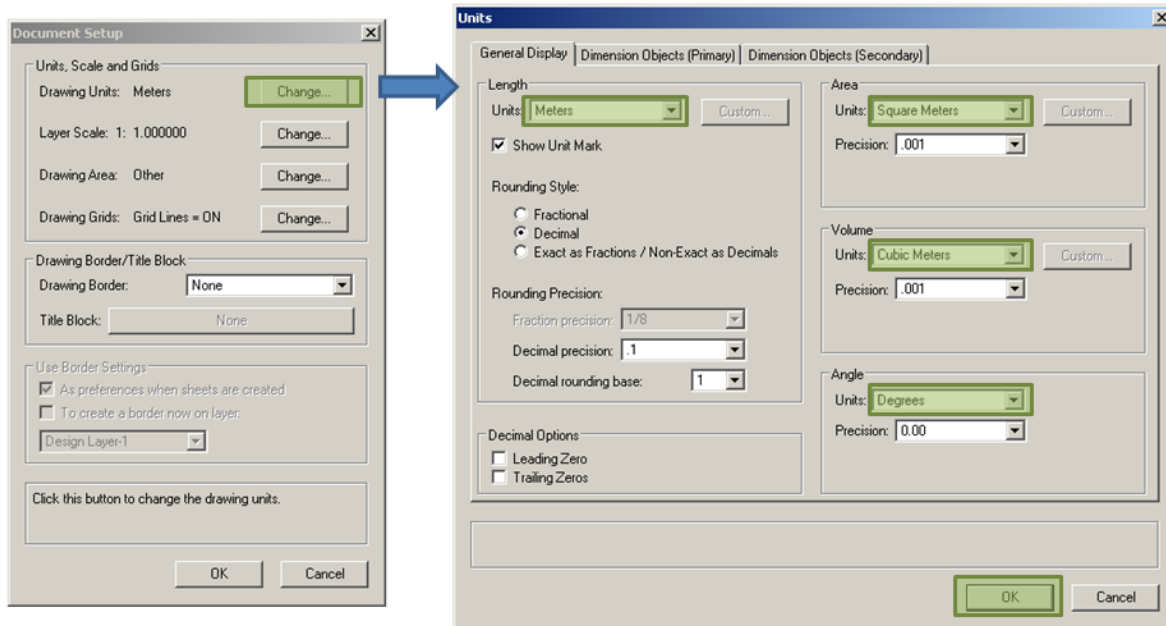 Document Setup
Units, Scale and Grids
Drawing Units: Meters Change...
Layer Scale: 1: 1.000000 Change...
Drawing Area: Other Change...
Drawing Grids: Grid Lines = ON Change...
Drawing Border/Title Block
Drawing Border: None
Title Block: None
Use Border Settings
As preferences when sheets are created
To create a border now on layer:
Design Layer-1
Click this button to change the drawing units.
OK Cancel
Units
General Display Dimension Objects (Primary) Dimension Objects (Secondary)
Length
Units: Meters Custom...
Show Unit Mark
Rounding Style:
Fractional
Decimal
Exact as Fractions / Non-Exact as Decimals
Rounding Precision:
Fraction precision: 1/8
Decimal precision: .1
Decimal rounding base: 1
Decimal Options
Leading Zero
Trailing Zeros
Area
Units: Square Meters Custom...
Precision: .001
Volume
Units: Cubic Meters Custom...
Precision: .001
Angle
Units: Degrees
Precision: 0.00
OK Cancel